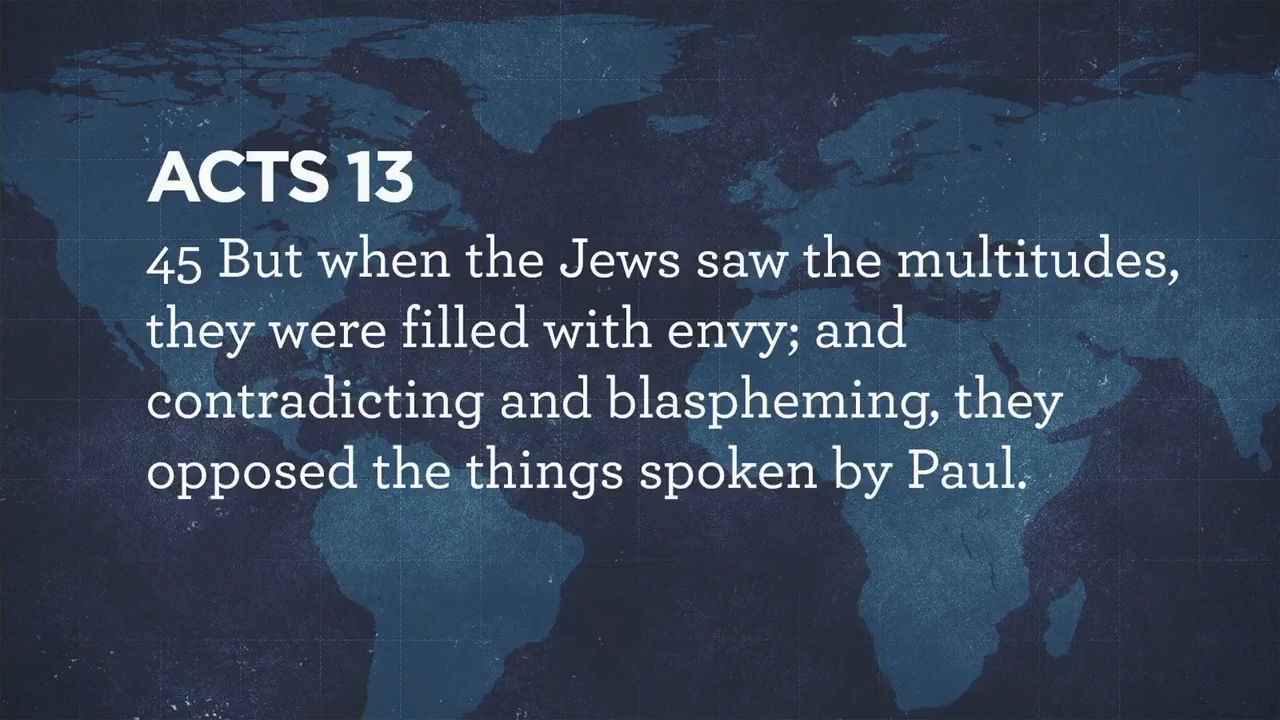 ACTS 13
45 But when the Jews saw the multitudes,
they were filled with envy; and
contradicting and blaspheming, they
opposed the things spoken by Paul.